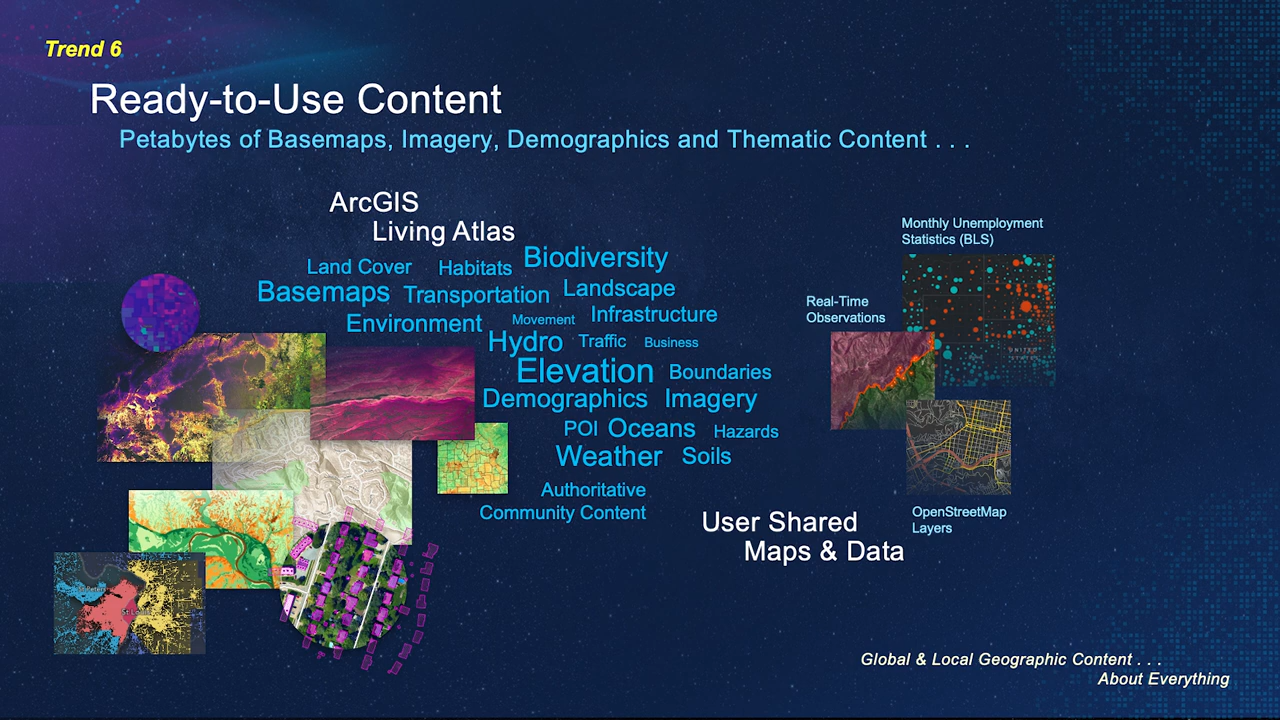 Trend 6
Ready-to-Use Content
Petabytes of Basemaps, Imagery, Demographics and Thematic Content . . .
ArcGIS
Living Atlas
Land Cover Habitats Biodiversity
Basemaps Transportation Landscape
Environment Movement Infrastructure
Hydro Traffic Business
Elevation Boundaries
Demographics Imagery
POI Oceans Hazards
Weather Soils
Authoritative
Community Content
Monthly Unemployment
Statistics (BLS)
Real-Time
Observations
UNITED
STATES
OpenStreetMap
Layers
User Shared
Maps & Data
Global & Local Geographic Content . . .
About Everything